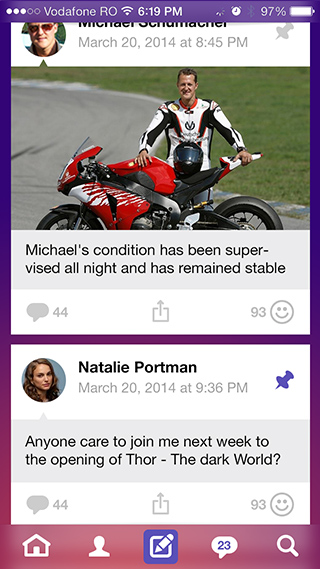 Vodafone RO 6:19 PM 97%
Michael Schumacher
March 20, 2014 at 8:45 PM
Michael's condition has been super-
vised all night and has remained stable
44 93
Natalie Portman
March 20, 2014 at 9:36 PM
Anyone care to join me next week to
the opening of Thor - The dark World?
44 93
23